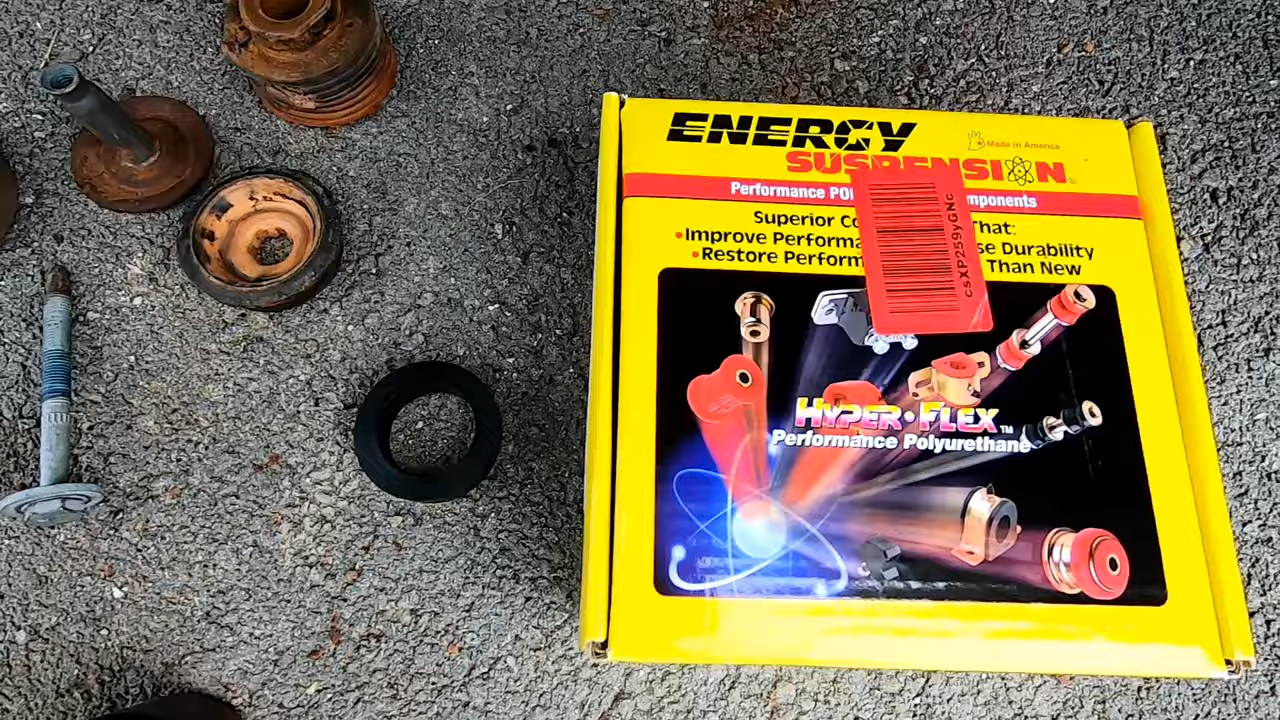 ENERGY
Made in America
SUSPENSION®
Performance PO mponents
Superior Co That:
•Improve Performa se Durability
•Restore Perform Than New
csXP259yGNc
HYPER•FLEX™
Performance Polyurethane